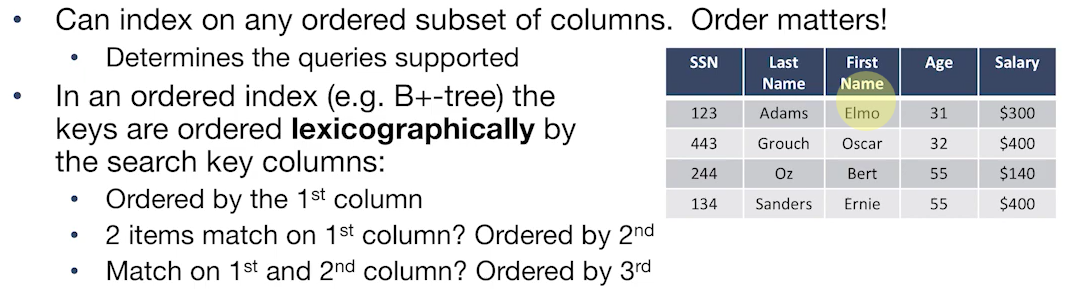 • Can index on any ordered subset of columns. Order matters!
• Determines the queries supported
• In an ordered index (e.g. B+-tree) the
keys are ordered lexicographically by
the search key columns:
• Ordered by the 1st column
• 2 items match on 1st column? Ordered by 2nd
• Match on 1st and 2nd column? Ordered by 3rd
SSN Last Name First Name Age Salary
123 Adams Elmo 31 $300
443 Grouch Oscar 32 $400
244 Oz Bert 55 $140
134 Sanders Ernie 55 $400